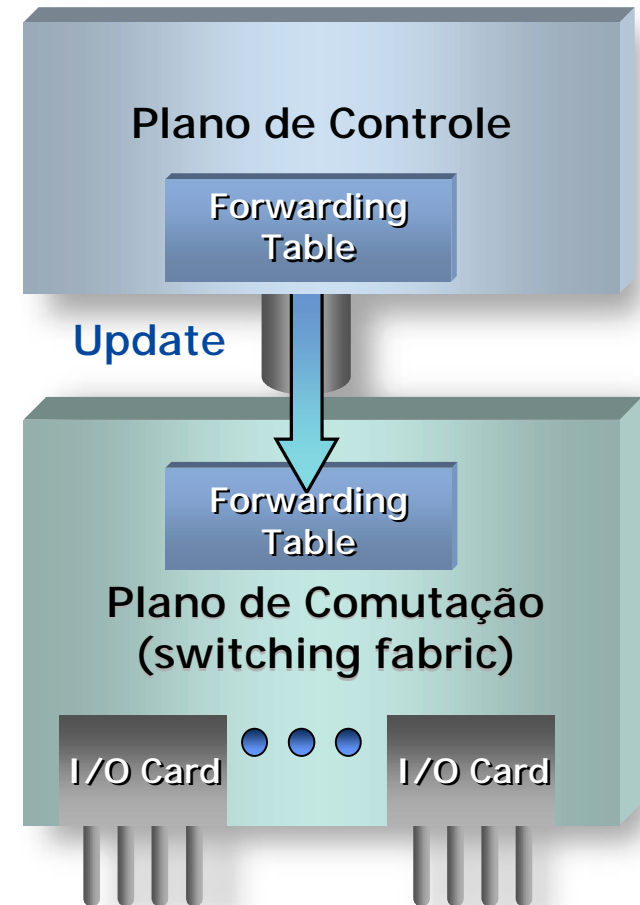 Plano de Controle
Forwarding
Table
Update
Forwarding
Table
Plano de Comutação
(switching fabric)
I/O Card
I/O Card